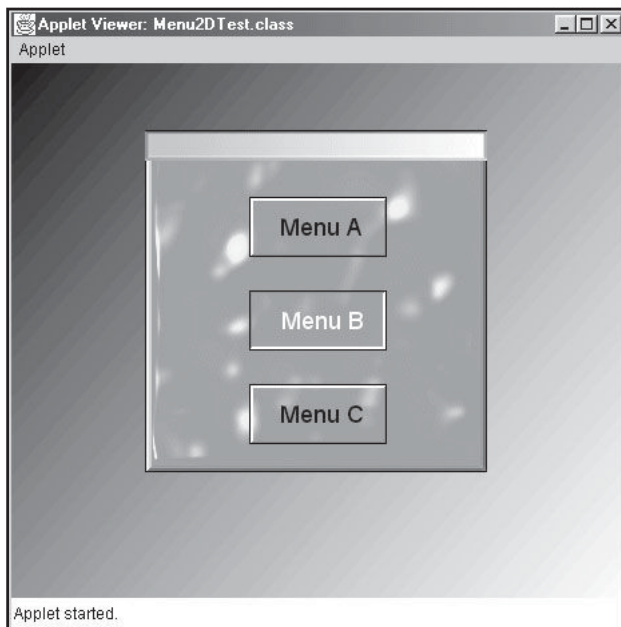 Applet Viewer: Menu2DTest.class
Applet
Menu A
Menu B
Menu C
Applet started.